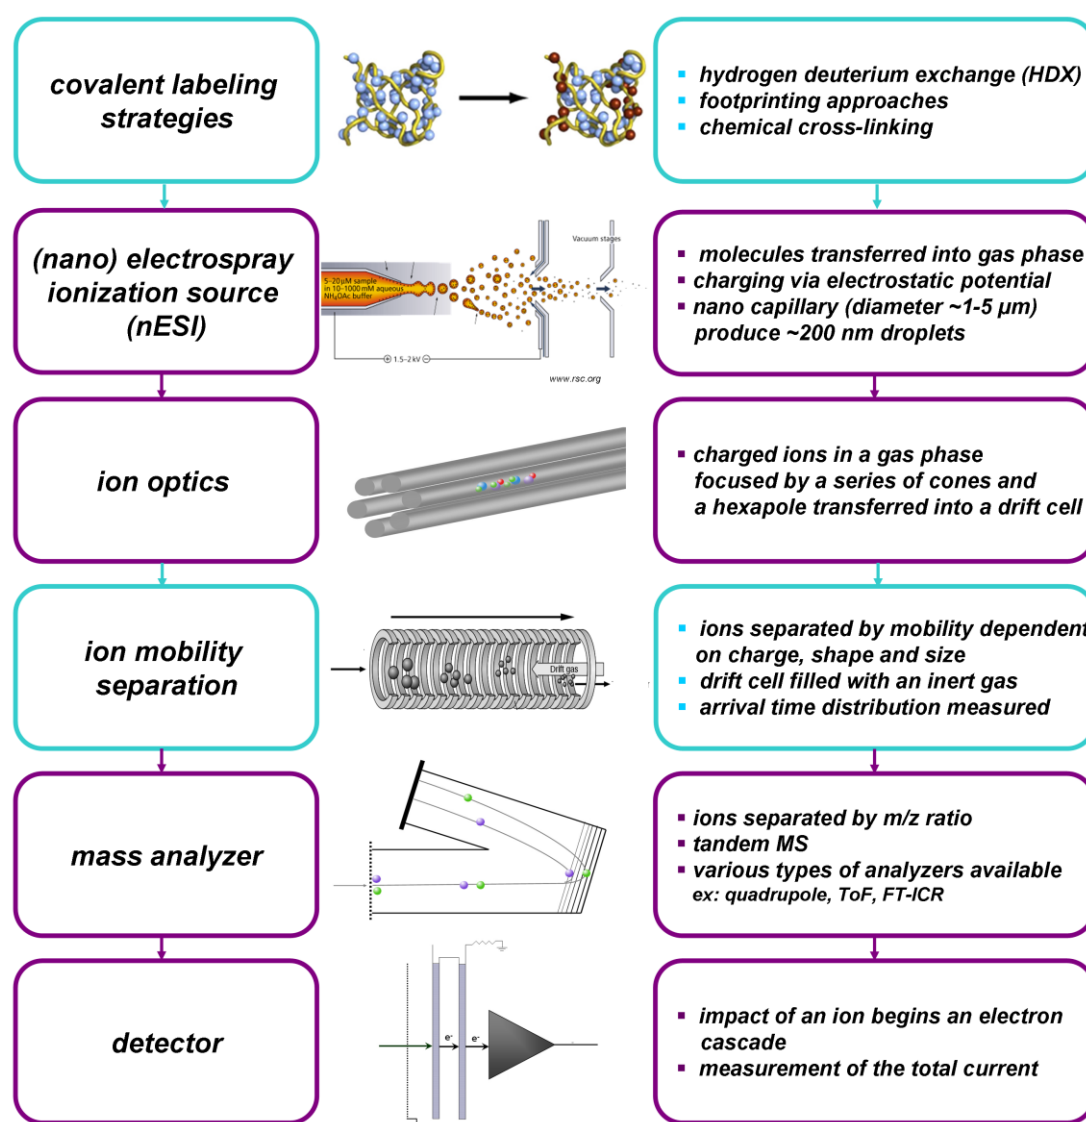 covalent labeling
strategies
▪ hydrogen deuterium exchange (HDX)
▪ footprinting approaches
▪ chemical cross-linking
(nano) electrospray
ionization source
(nESI)
5–20 µM sample
in 10–1000 mM aqueous
NH₄OAc buffer
Vacuum stages
⊕ 1.5–2 kV ⊖
www.rsc.org
▪ molecules transferred into gas phase
▪ charging via electrostatic potential
▪ nano capillary (diameter ~1-5 µm)
produce ~200 nm droplets
ion optics
▪ charged ions in a gas phase
focused by a series of cones and
a hexapole transferred into a drift cell
ion mobility
separation
Drift gas
▪ ions separated by mobility dependent
on charge, shape and size
▪ drift cell filled with an inert gas
▪ arrival time distribution measured
mass analyzer
▪ ions separated by m/z ratio
▪ tandem MS
▪ various types of analyzers available
ex: quadrupole, ToF, FT-ICR
detector
e⁻ e⁻
▪ impact of an ion begins an electron
cascade
▪ measurement of the total current